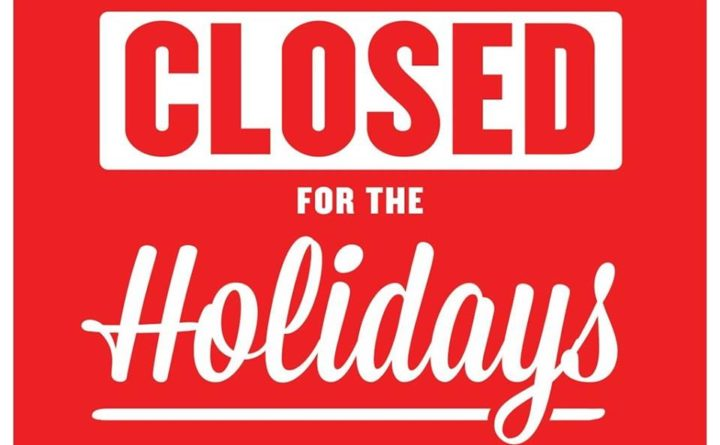 CLOSED
FOR THE
Holidays